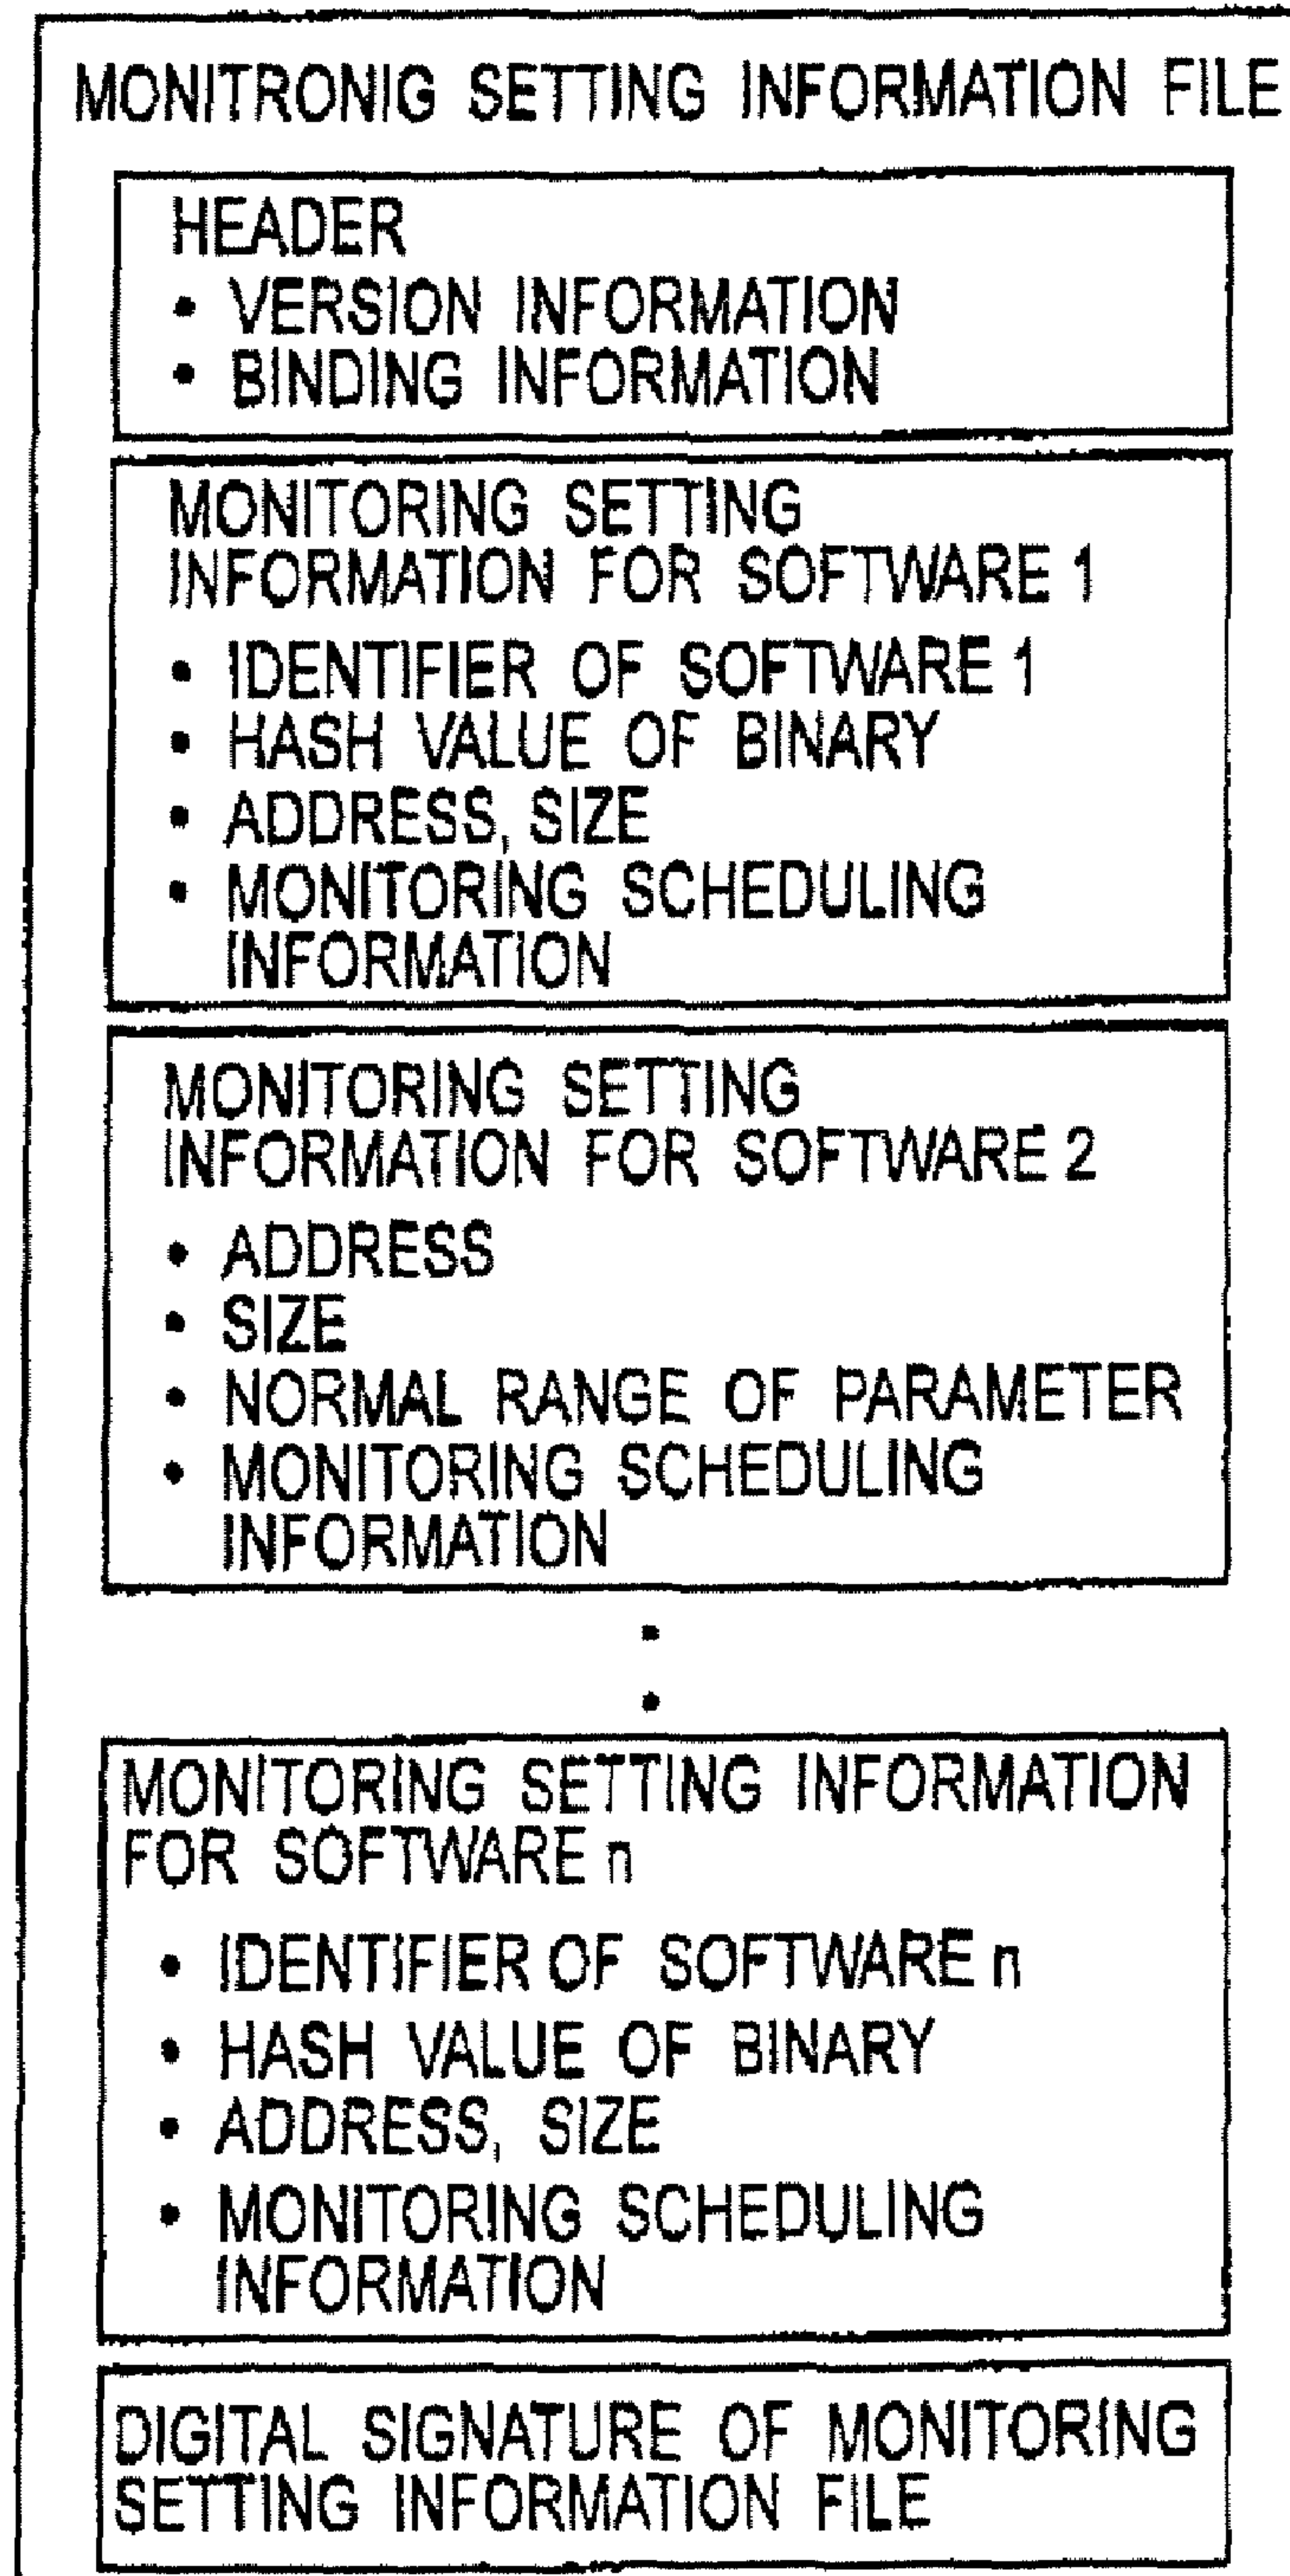 MONITRONIG SETTING INFORMATION FILE
HEADER
• VERSION INFORMATION
• BINDING INFORMATION
MONITORING SETTING
INFORMATION FOR SOFTWARE 1
• IDENTIFIER OF SOFTWARE 1
• HASH VALUE OF BINARY
• ADDRESS, SIZE
• MONITORING SCHEDULING
INFORMATION
MONITORING SETTING
INFORMATION FOR SOFTWARE 2
• ADDRESS
• SIZE
• NORMAL RANGE OF PARAMETER
• MONITORING SCHEDULING
INFORMATION
MONITORING SETTING INFORMATION
FOR SOFTWARE n
• IDENTIFIER OF SOFTWARE n
• HASH VALUE OF BINARY
• ADDRESS, SIZE
• MONITORING SCHEDULING
INFORMATION
DIGITAL SIGNATURE OF MONITORING
SETTING INFORMATION FILE